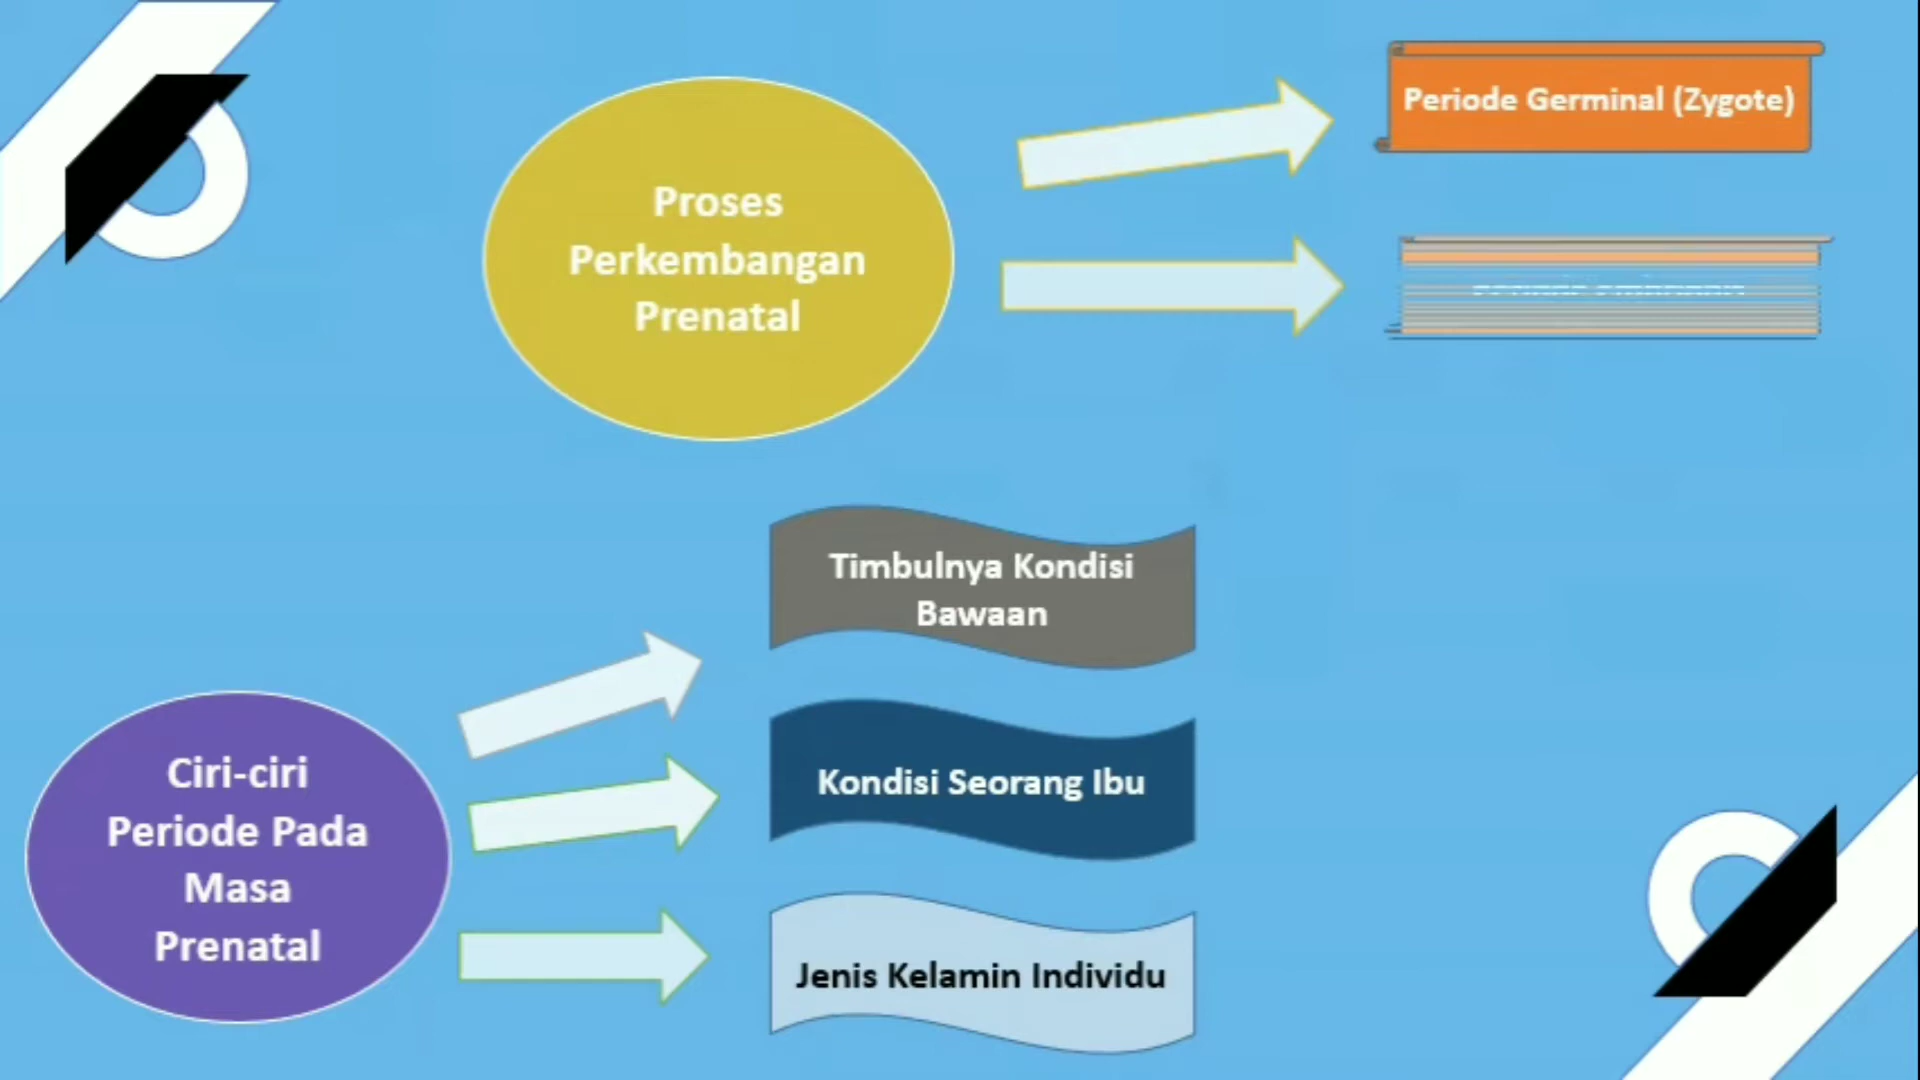 Proses
Perkembangan
Prenatal
Periode Germinal (Zygote)
Timbulnya Kondisi
Bawaan
Kondisi Seorang Ibu
Jenis Kelamin Individu
Ciri-ciri
Periode Pada
Masa
Prenatal